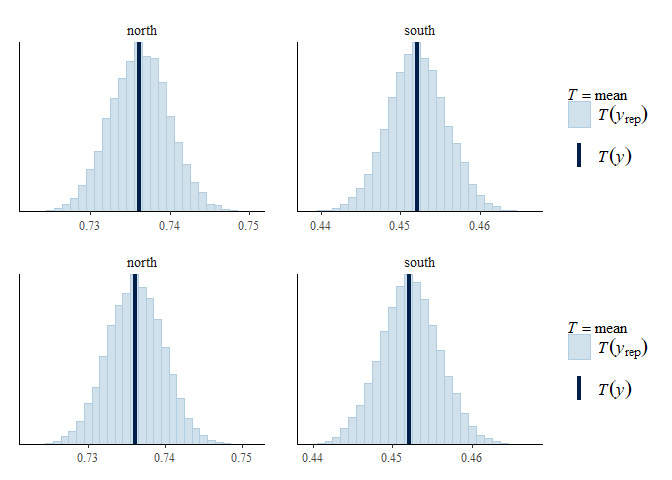 north
south
0.73 0.74 0.75
0.44 0.45 0.46
T = mean
T(yrep)
T(y)
north
south
0.73 0.74 0.75
0.44 0.45 0.46
T = mean
T(yrep)
T(y)